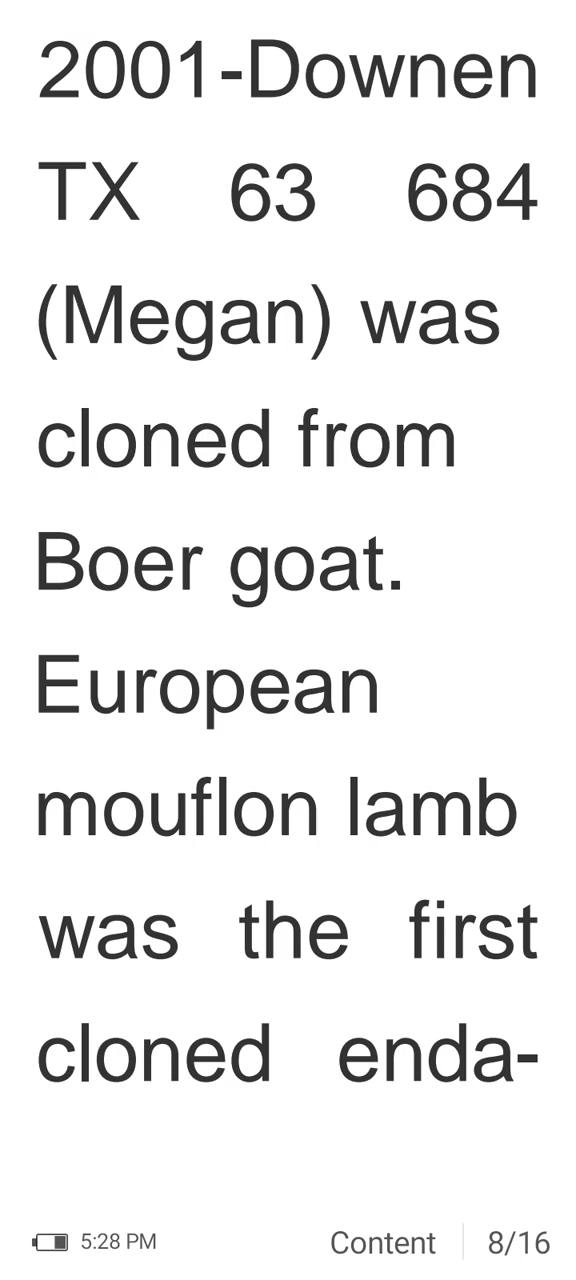 2001-Downen
TX 63 684
(Megan) was
cloned from
Boer goat.
European
mouflon lamb
was the first
cloned enda-
5:28 PM Content 8/16